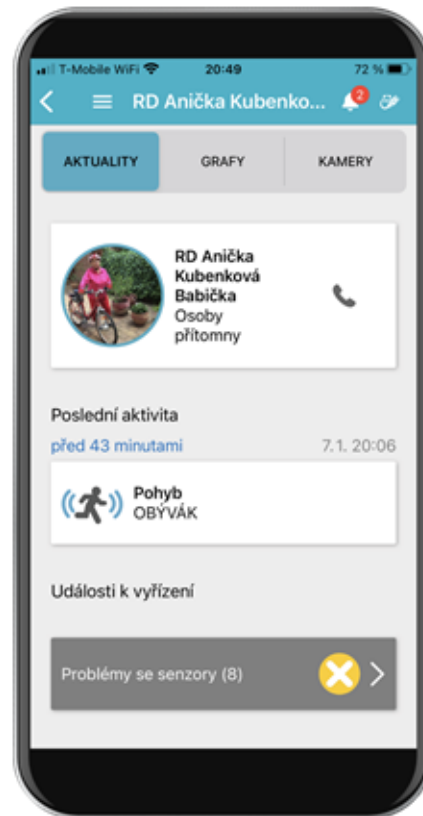 T-Mobile WiFi 20:49 72 %
RD Anička Kubenko... 2
AKTUALITY GRAFY KAMERY
RD Anička
Kubenková
Babička
Osoby
přítomny
Poslední aktivita
před 43 minutami 7. 1. 20:06
Pohyb
OBÝVÁK
Události k vyřízení
Problémy se senzory (8)